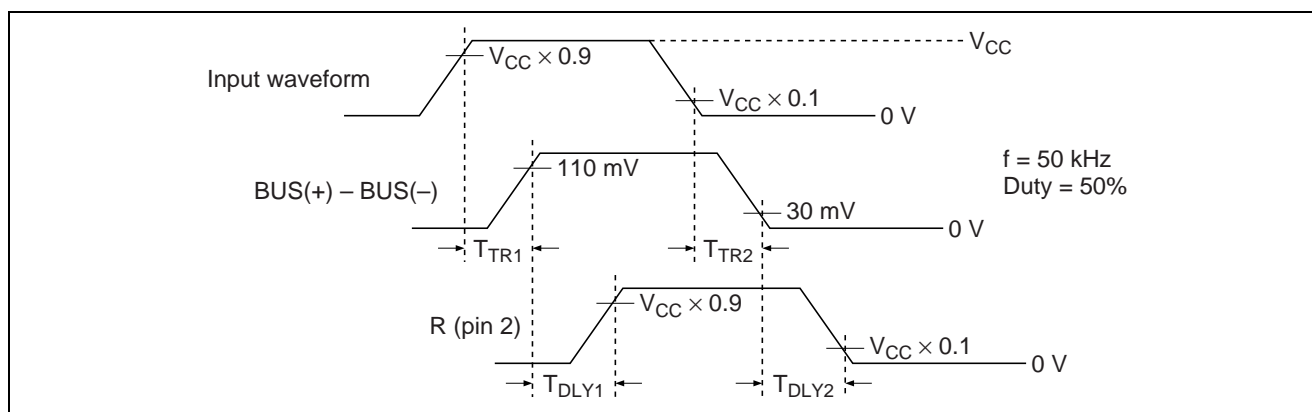 V_CC
V_CC × 0.9
Input waveform
V_CC × 0.1
0 V
110 mV
f = 50 kHz
Duty = 50%
BUS(+) – BUS(–)
30 mV
0 V
T_TR1
T_TR2
V_CC × 0.9
R (pin 2)
V_CC × 0.1
0 V
T_DLY1
T_DLY2